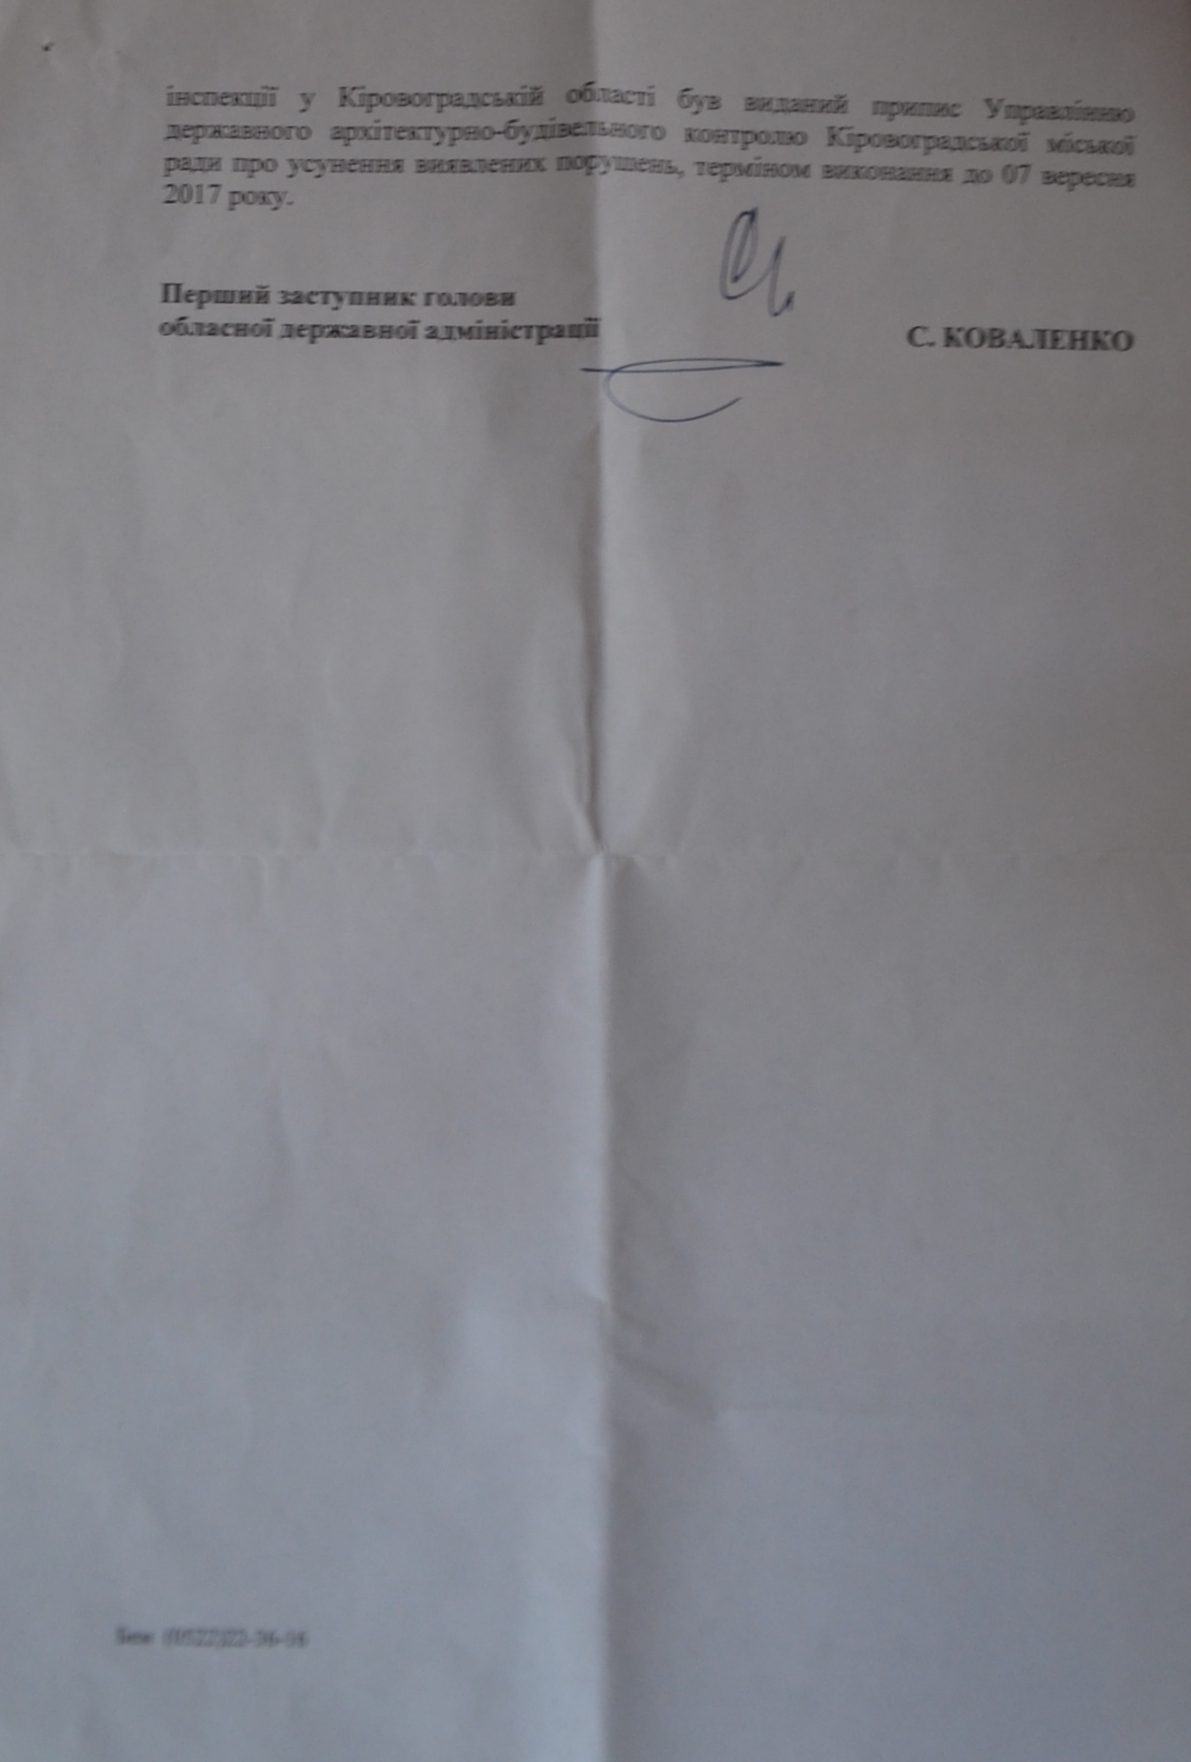 інспекції у Кіровоградській області був виданий припис Управлінню
державного архітектурно-будівельного контролю Кіровоградської міської
ради про усунення виявлених порушень, терміном виконання до 07 вересня
2017 року.
Перший заступник голови
обласної державної адміністрації
С. КОВАЛЕНКО